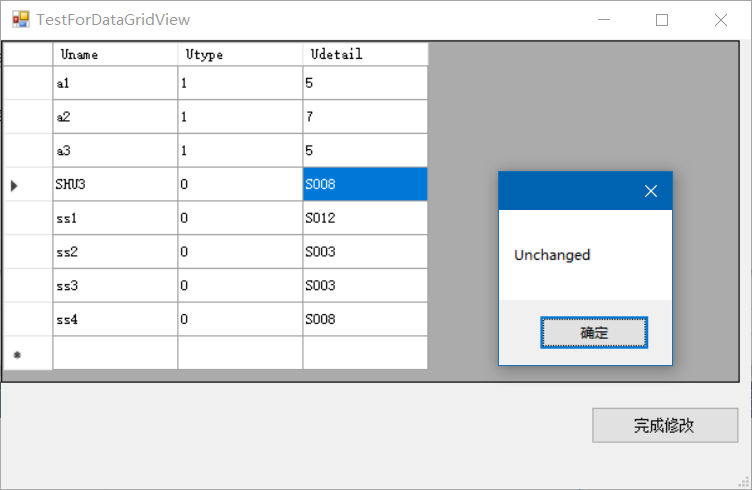 TestForDataGridView
Uname Utype Udetail
a1 1 5
a2 1 7
a3 1 5
SHU3 0 S008
ss1 0 S012
ss2 0 S003
ss3 0 S003
ss4 0 S008
Unchanged
确定
完成修改